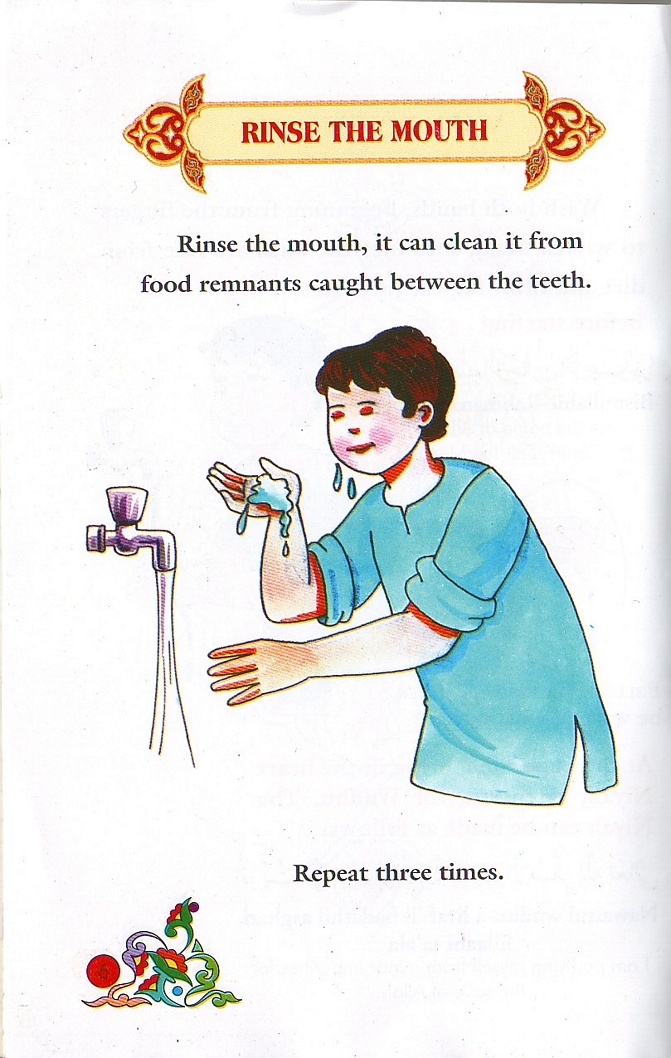 RINSE THE MOUTH
Rinse the mouth, it can clean it from
food remnants caught between the teeth.
Repeat three times.
6